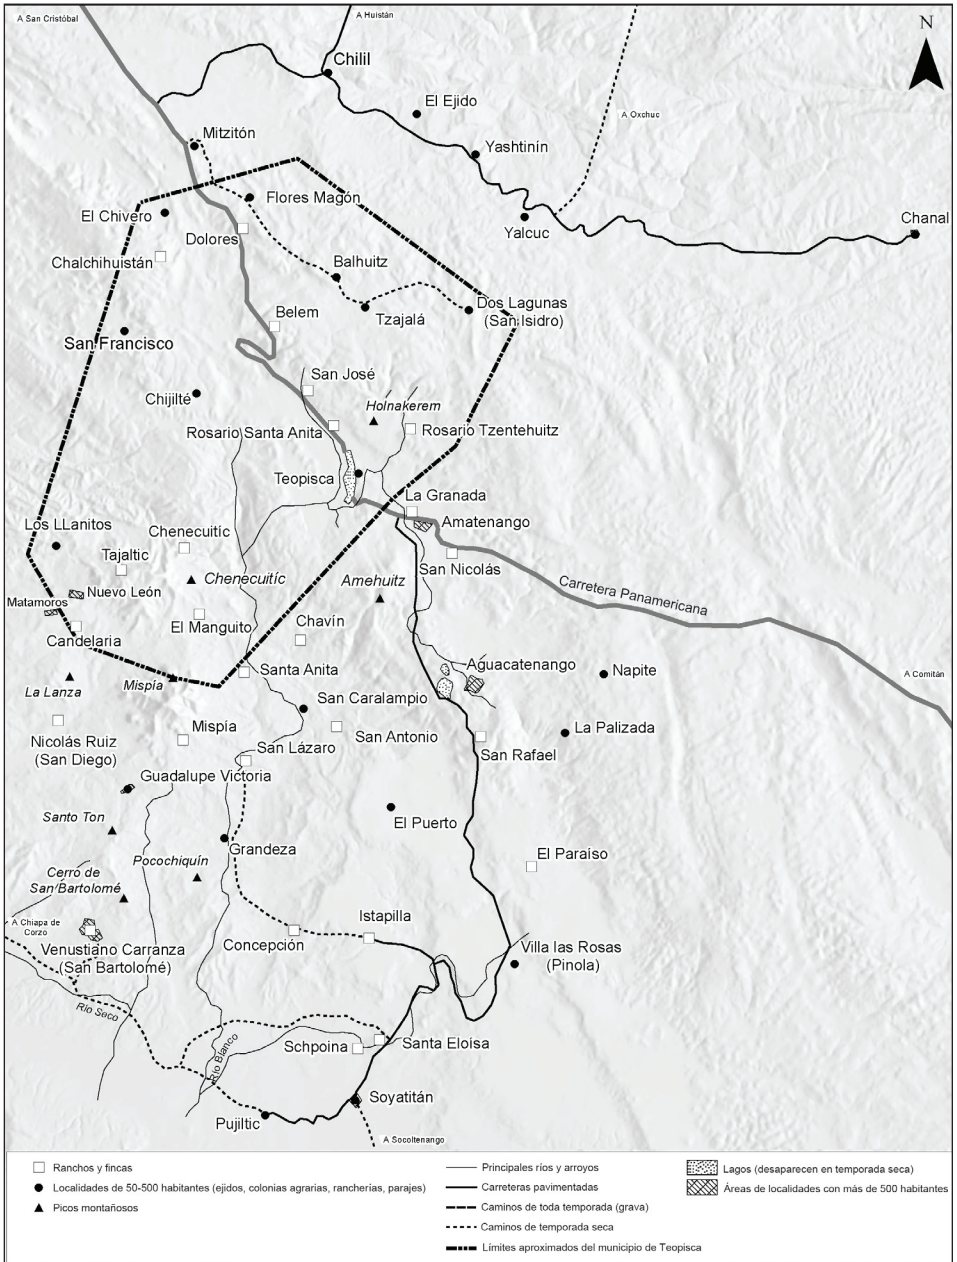 A San Cristóbal
A Huistán
N
Chilil
El Ejido
A Oxchuc
Mitzitón
Yashtinín
Flores Magón
El Chivero
Yalcuc
Chanal
Dolores
Chalchihuistán
Balhuitz
Dos Lagunas
(San Isidro)
Belem
Tzajalá
San Francisco
San José
Chijilté
Holnakerem
Rosario Santa Anita
Rosario Tzentehuitz
Teopisca
La Granada
Amatenango
Los LLanitos
Chenecuitíc
Tajaltic
San Nicolás
Chenecuitíc
Amehuitz
Carretera Panamericana
Nuevo León
Matamoros
El Manguito
Chavín
Candelaria
Aguacatenango
Napite
Santa Anita
A Comitán
La Lanza
Mispía
San Caralampio
Mispía
La Palizada
Nicolás Ruiz
(San Diego)
San Antonio
San Lázaro
San Rafael
Guadalupe Victoria
Santo Ton
El Puerto
Grandeza
El Paraíso
Pocochiquín
Cerro de
San Bartolomé
A Chiapa de
Corzo
Istapilla
Concepción
Venustiano Carranza
(San Bartolomé)
Villa las Rosas
(Pinola)
Río Seco
Río Blanco
Schpoina
Santa Eloisa
Soyatitán
Pujiltic
A Socoltenango
Ranchos y fincas
Localidades de 50-500 habitantes (ejidos, colonias agrarias, rancherías, parajes)
Picos montañosos
Principales ríos y arroyos
Carreteras pavimentadas
Caminos de toda temporada (grava)
Caminos de temporada seca
Límites aproximados del municipio de Teopisca
Lagos (desaparecen en temporada seca)
Áreas de localidades con más de 500 habitantes